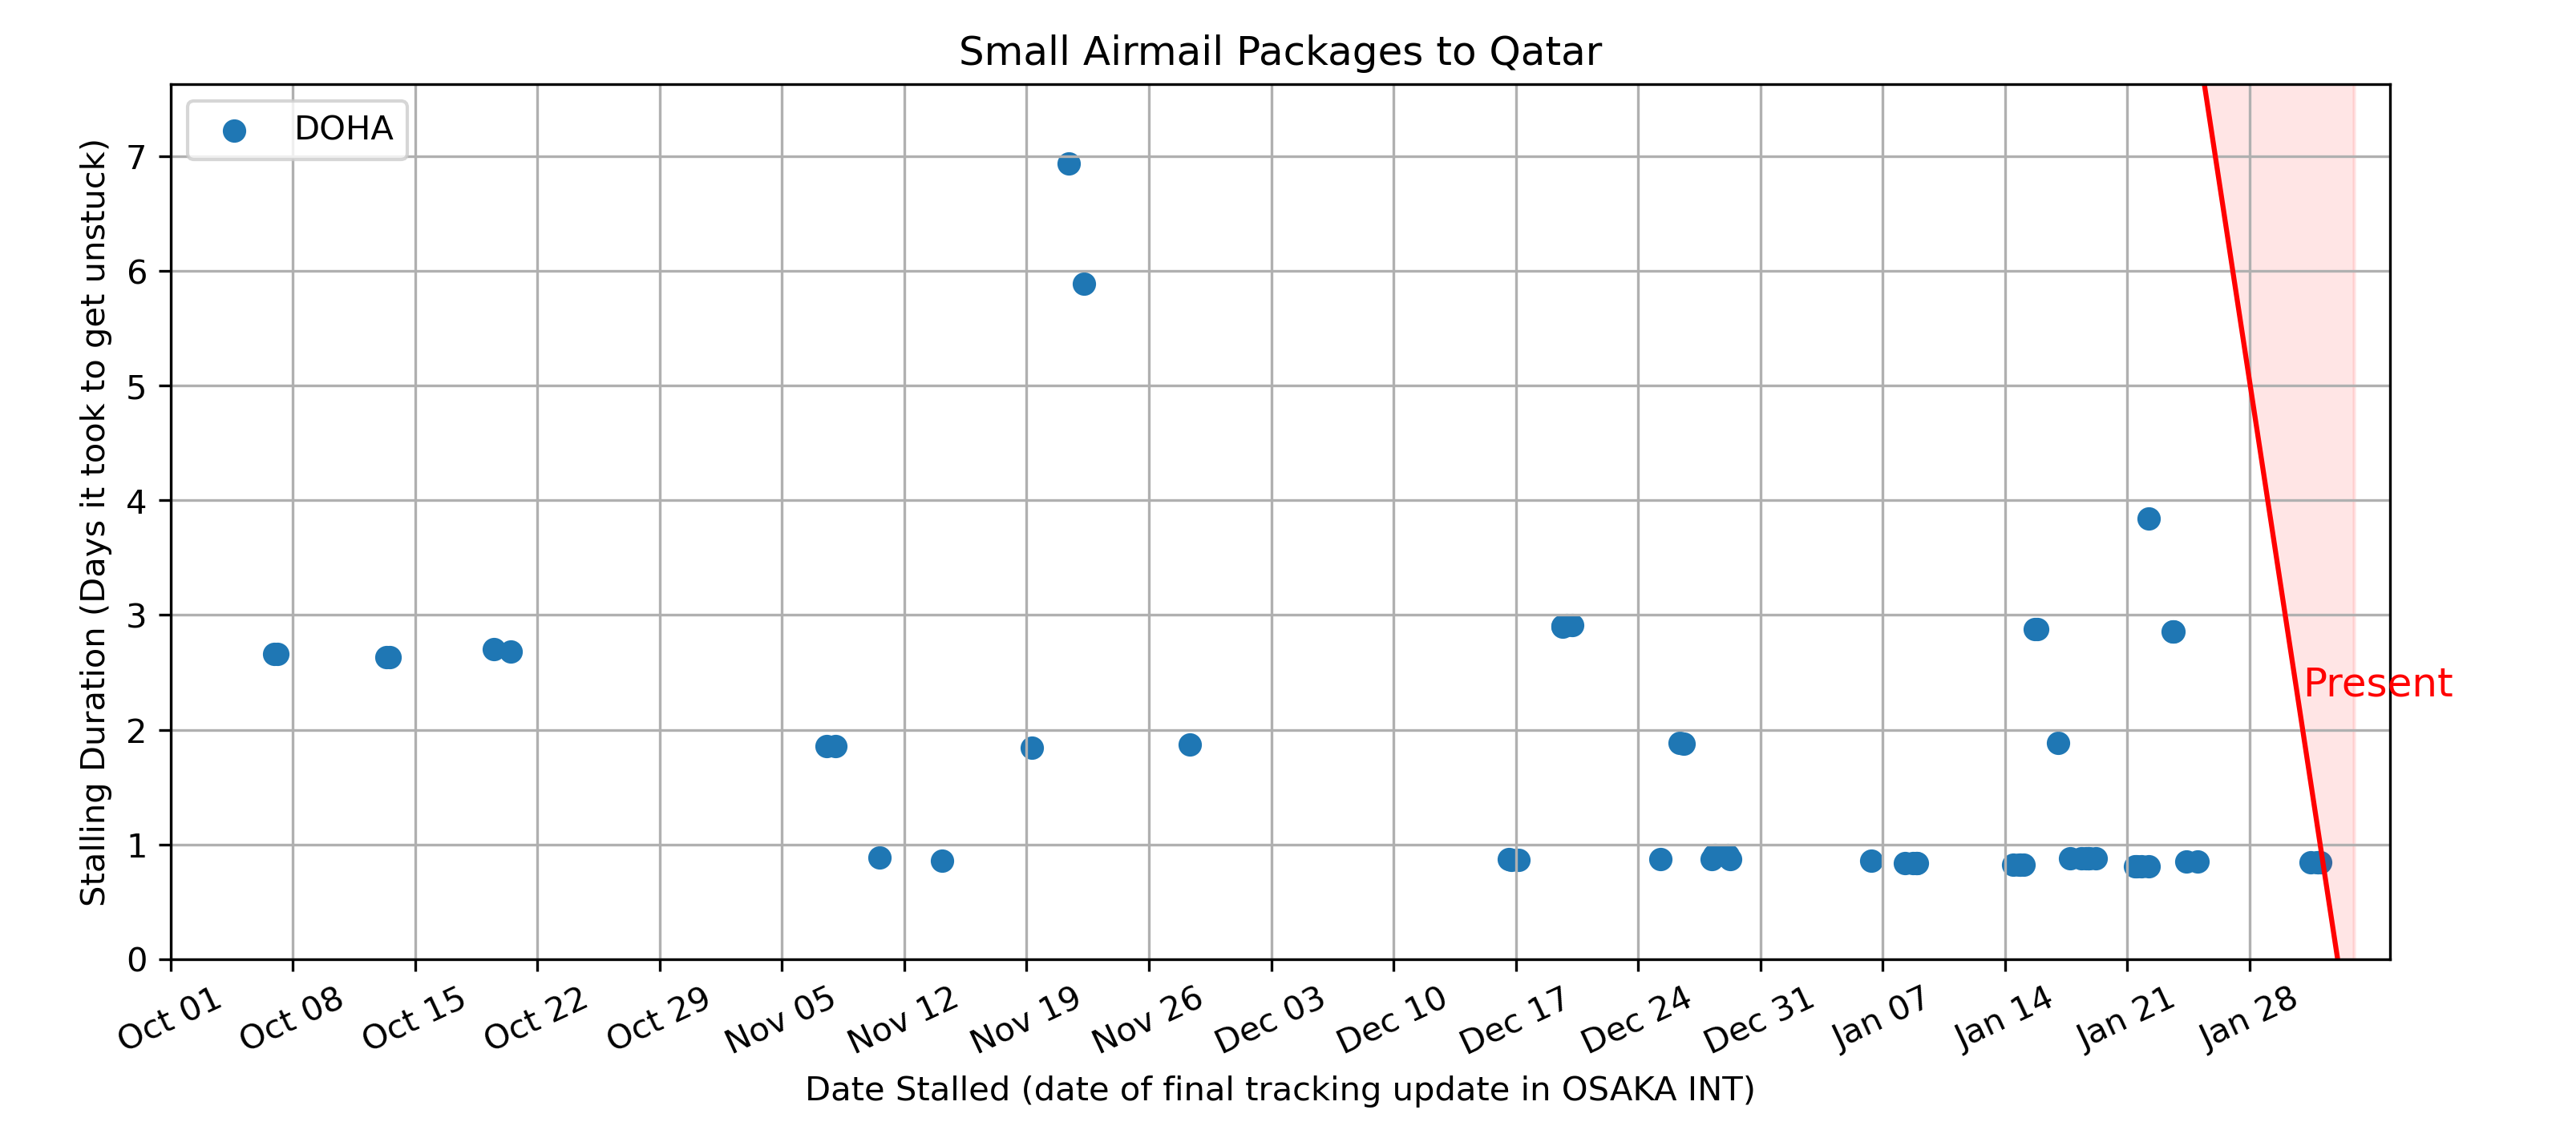 Small Airmail Packages to Qatar
DOHA
Stalling Duration (Days it took to get unstuck)
7
6
5
4
3
2
1
0
Present
Oct 01 Oct 08 Oct 15 Oct 22 Oct 29 Nov 05 Nov 12 Nov 19 Nov 26 Dec 03 Dec 10 Dec 17 Dec 24 Dec 31 Jan 07 Jan 14 Jan 21 Jan 28
Date Stalled (date of final tracking update in OSAKA INT)